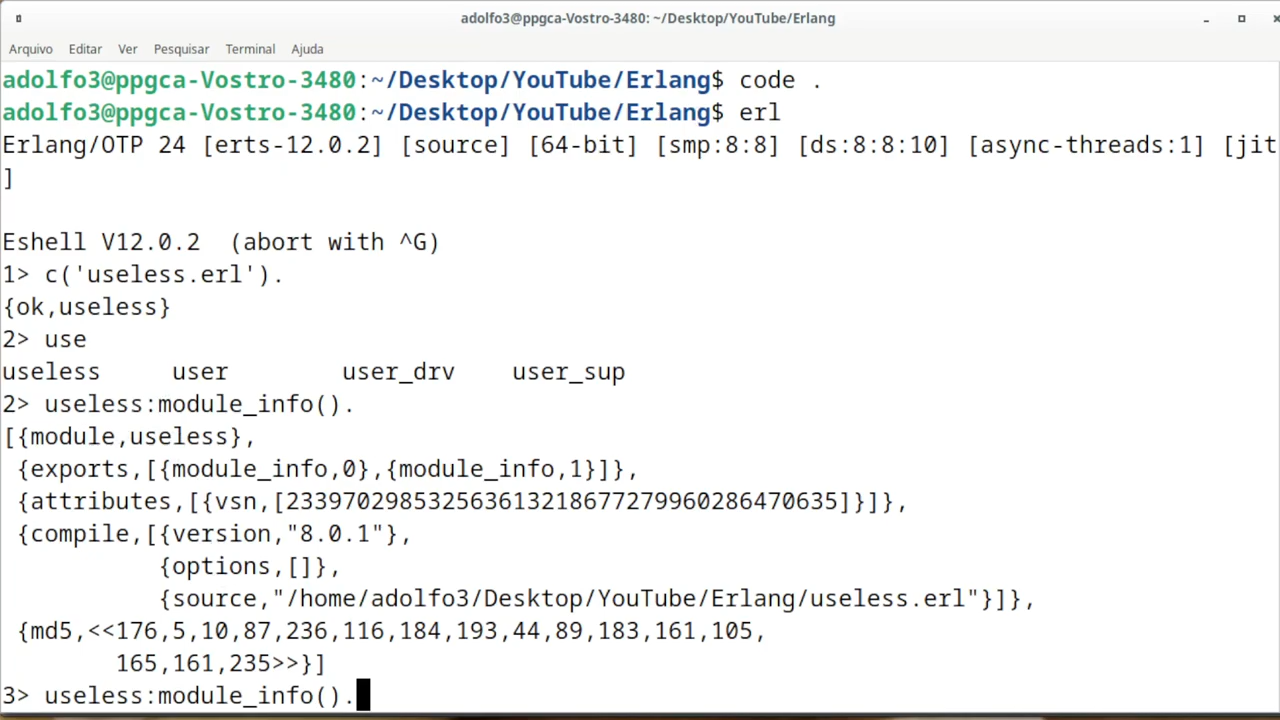 adolfo3@ppgca-Vostro-3480: ~/Desktop/YouTube/Erlang
Arquivo Editar Ver Pesquisar Terminal Ajuda
adolfo3@ppgca-Vostro-3480:~/Desktop/YouTube/Erlang$ code .
adolfo3@ppgca-Vostro-3480:~/Desktop/YouTube/Erlang$ erl
Erlang/OTP 24 [erts-12.0.2] [source] [64-bit] [smp:8:8] [ds:8:8:10] [async-threads:1] [jit
]
Eshell V12.0.2  (abort with ^G)
1> c('useless.erl').
{ok,useless}
2> use
useless     user        user_drv    user_sup
2> useless:module_info().
[{module,useless},
 {exports,[{module_info,0},{module_info,1}]},
 {attributes,[{vsn,[233970298532563613218677279960286470635]}]},
 {compile,[{version,"8.0.1"},
           {options,[]},
           {source,"/home/adolfo3/Desktop/YouTube/Erlang/useless.erl"}]},
 {md5,<<176,5,10,87,236,116,184,193,44,89,183,161,105,
        165,161,235>>}]
3> useless:module_info().